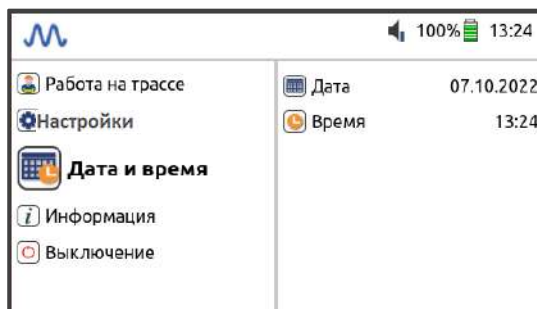 100% 13:24
Работа на трассе
Настройки
Дата и время
Информация
Выключение
Дата 07.10.2022
Время 13:24